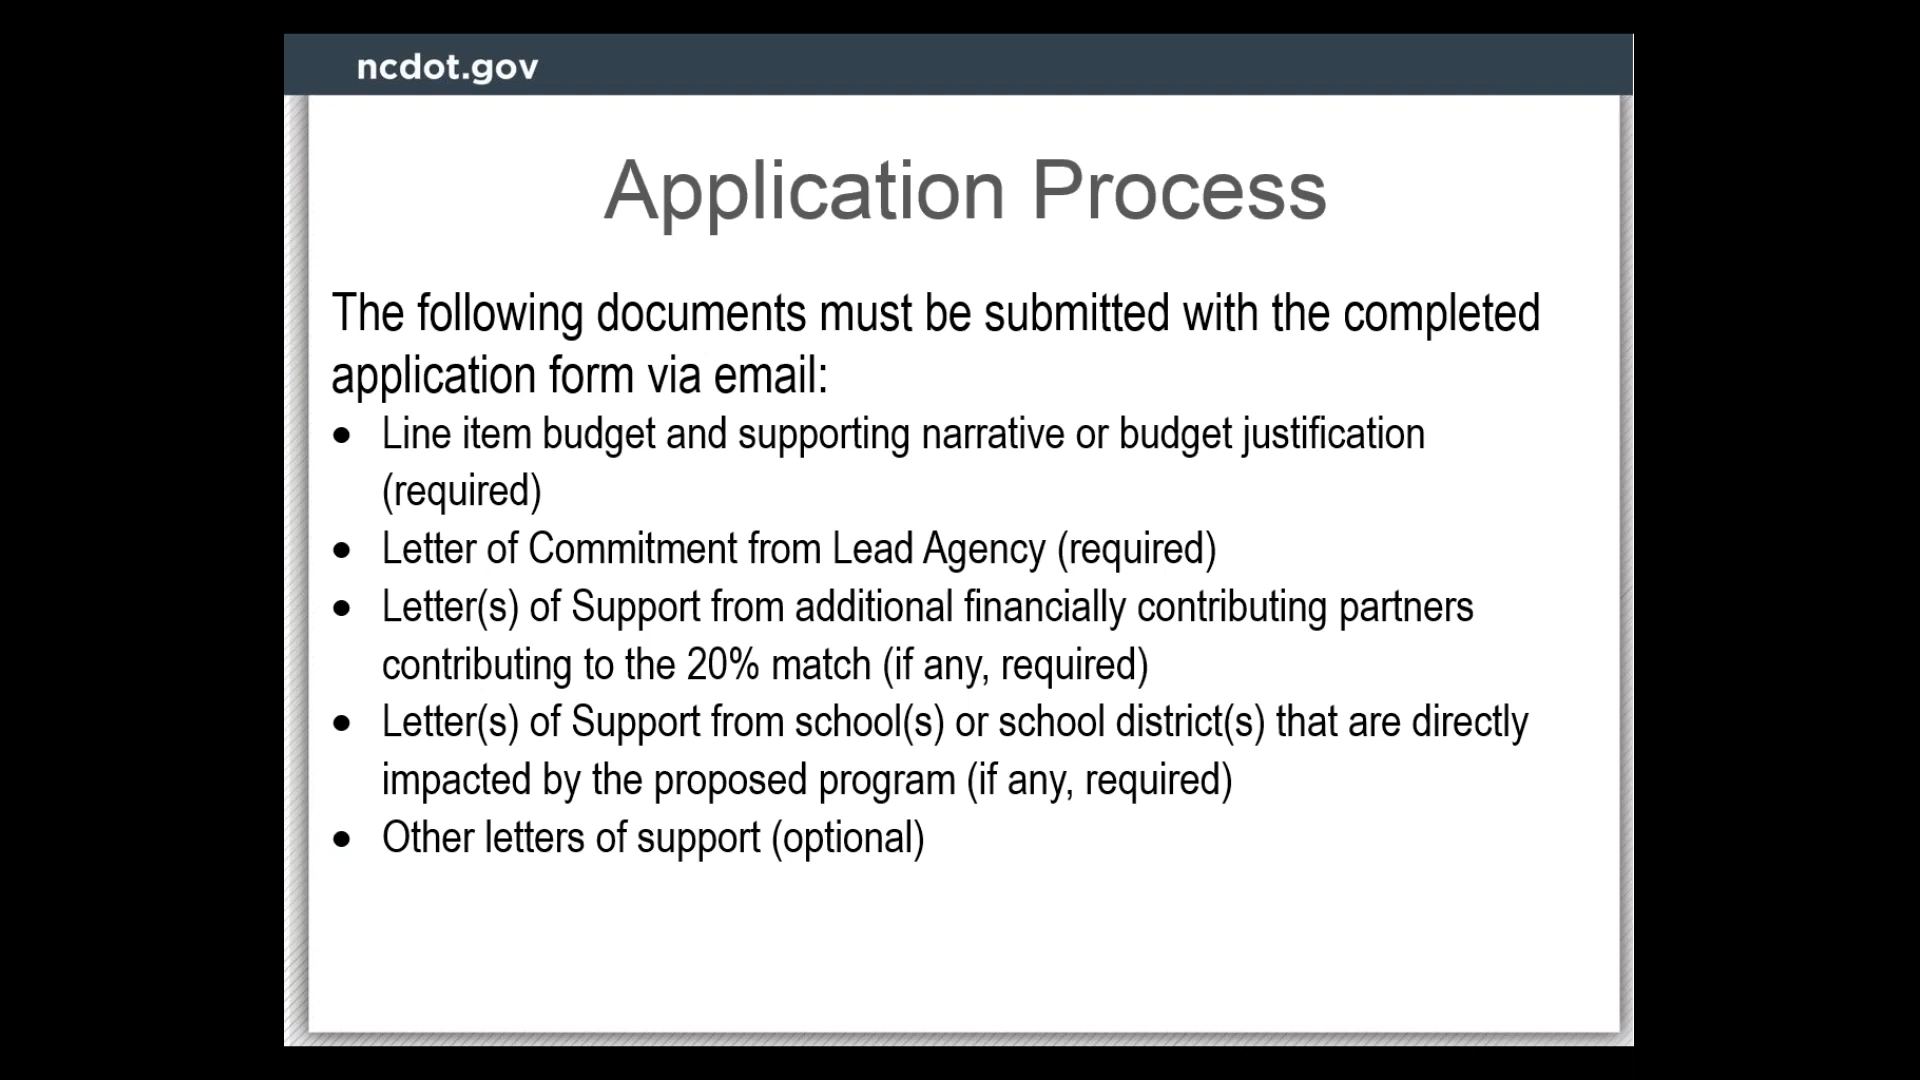 ncdot.gov
Application Process
The following documents must be submitted with the completed
application form via email:
• Line item budget and supporting narrative or budget justification
(required)
• Letter of Commitment from Lead Agency (required)
• Letter(s) of Support from additional financially contributing partners
contributing to the 20% match (if any, required)
• Letter(s) of Support from school(s) or school district(s) that are directly
impacted by the proposed program (if any, required)
• Other letters of support (optional)